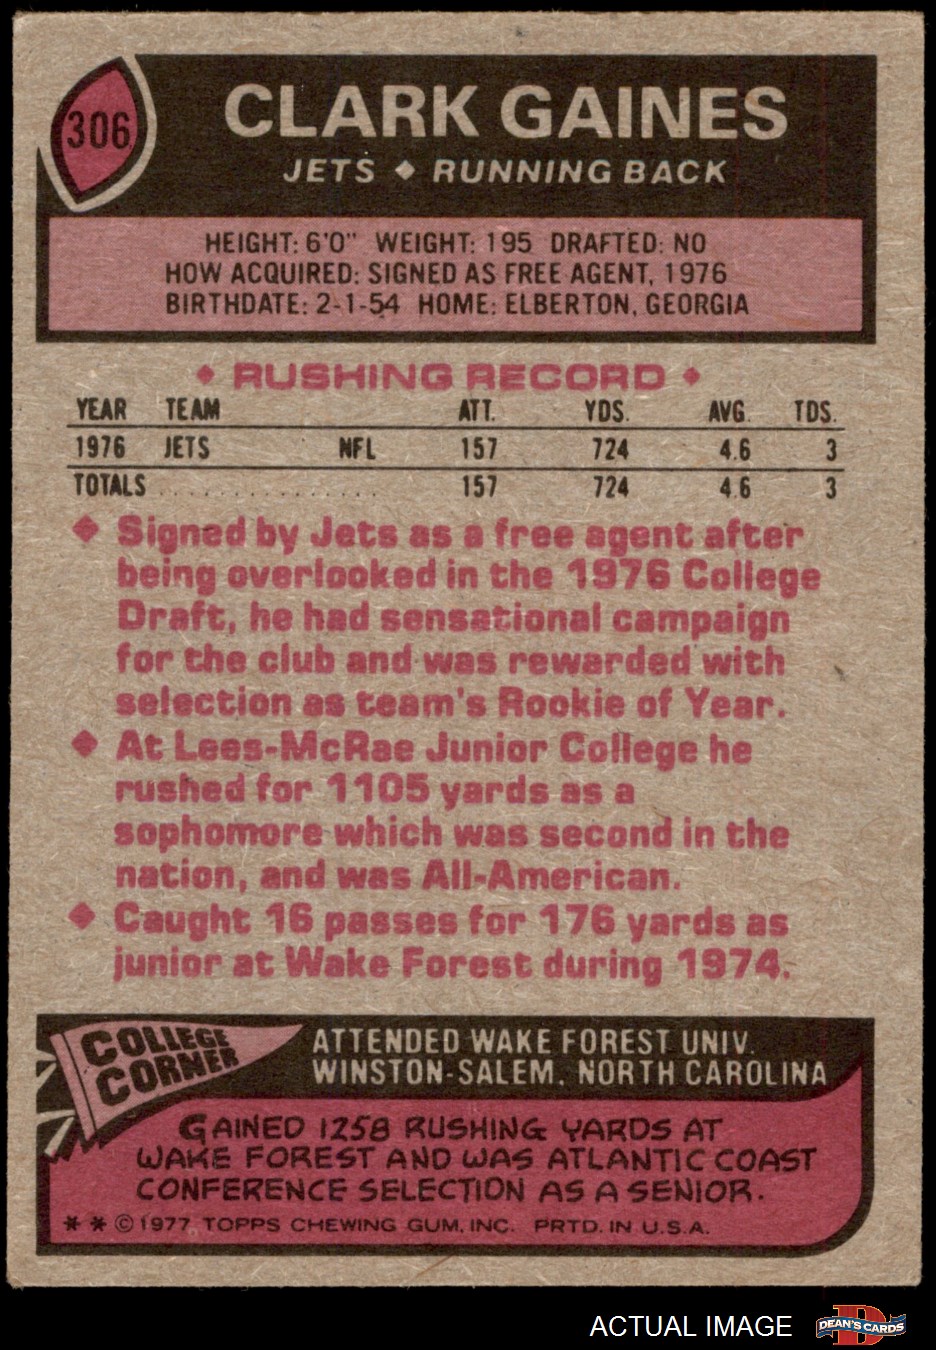 306
CLARK GAINES
JETS ◆ RUNNING BACK
HEIGHT: 6'0" WEIGHT: 195 DRAFTED: NO
HOW ACQUIRED: SIGNED AS FREE AGENT, 1976
BIRTHDATE: 2-1-54 HOME: ELBERTON, GEORGIA
◆ RUSHING RECORD ◆
YEAR TEAM ATT. YDS. AVG. TDS.
1976 JETS NFL 157 724 4.6 3
TOTALS . . . . . . . . . . . . . . . 157 724 4.6 3
◆ Signed by Jets as a free agent after
being overlooked in the 1976 College
Draft, he had sensational campaign
for the club and was rewarded with
selection as team's Rookie of Year.
◆ At Lees-McRae Junior College he
rushed for 1105 yards as a
sophomore which was second in the
nation, and was All-American.
◆ Caught 16 passes for 176 yards as
junior at Wake Forest during 1974.
COLLEGE
CORNER
ATTENDED WAKE FOREST UNIV.
WINSTON-SALEM, NORTH CAROLINA
GAINED 1258 RUSHING YARDS AT
WAKE FOREST AND WAS ATLANTIC COAST
CONFERENCE SELECTION AS A SENIOR.
* * © 1977 TOPPS CHEWING GUM, INC. PRTD. IN U.S.A.
ACTUAL IMAGE
D
DEAN'S CARDS